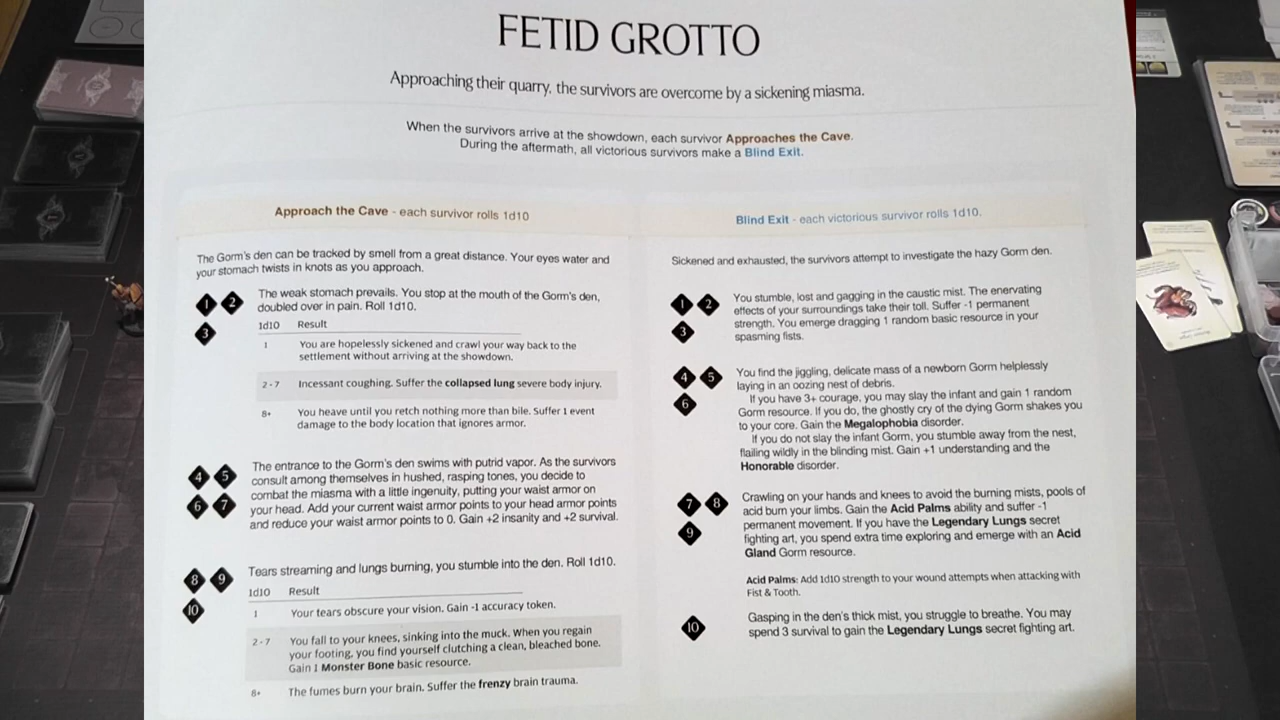 FETID GROTTO
Approaching their quarry, the survivors are overcome by a sickening miasma.
When the survivors arrive at the showdown, each survivor Approaches the Cave.
During the aftermath, all victorious survivors make a Blind Exit.
Approach the Cave - each survivor rolls 1d10
The Gorm's den can be tracked by smell from a great distance. Your eyes water and
your stomach twists in knots as you approach.
1 2
3
The weak stomach prevails. You stop at the mouth of the Gorm's den,
doubled over in pain. Roll 1d10.
1d10 Result
1 You are hopelessly sickened and crawl your way back to the
settlement without arriving at the showdown.
2 - 7 Incessant coughing. Suffer the collapsed lung severe body injury.
8+ You heave until you retch nothing more than bile. Suffer 1 event
damage to the body location that ignores armor.
4 5
6 7
The entrance to the Gorm's den swims with putrid vapor. As the survivors
consult among themselves in hushed, rasping tones, you decide to
combat the miasma with a little ingenuity, putting your waist armor on
your head. Add your current waist armor points to your head armor points
and reduce your waist armor points to 0. Gain +2 insanity and +2 survival.
8 9
10
Tears streaming and lungs burning, you stumble into the den. Roll 1d10.
1d10 Result
1 Your tears obscure your vision. Gain -1 accuracy token.
2 - 7 You fall to your knees, sinking into the muck. When you regain
your footing, you find yourself clutching a clean, bleached bone.
Gain 1 Monster Bone basic resource.
8+ The fumes burn your brain. Suffer the frenzy brain trauma.
Blind Exit - each victorious survivor rolls 1d10.
Sickened and exhausted, the survivors attempt to investigate the hazy Gorm den.
1 2
3
You stumble, lost and gagging in the caustic mist. The enervating
effects of your surroundings take their toll. Suffer -1 permanent
strength. You emerge dragging 1 random basic resource in your
spasming fists.
4 5
6
You find the jiggling, delicate mass of a newborn Gorm helplessly
laying in an oozing nest of debris.
If you have 3+ courage, you may slay the infant and gain 1 random
Gorm resource. If you do, the ghostly cry of the dying Gorm shakes you
to your core. Gain the Megalophobia disorder.
If you do not slay the infant Gorm, you stumble away from the nest,
flailing wildly in the blinding mist. Gain +1 understanding and the
Honorable disorder.
7 8
9
Crawling on your hands and knees to avoid the burning mists, pools of
acid burn your limbs. Gain the Acid Palms ability and suffer -1
permanent movement. If you have the Legendary Lungs secret
fighting art, you spend extra time exploring and emerge with an Acid
Gland Gorm resource.
Acid Palms: Add 1d10 strength to your wound attempts when attacking with
Fist & Tooth.
10
Gasping in the den's thick mist, you struggle to breathe. You may
spend 3 survival to gain the Legendary Lungs secret fighting art.